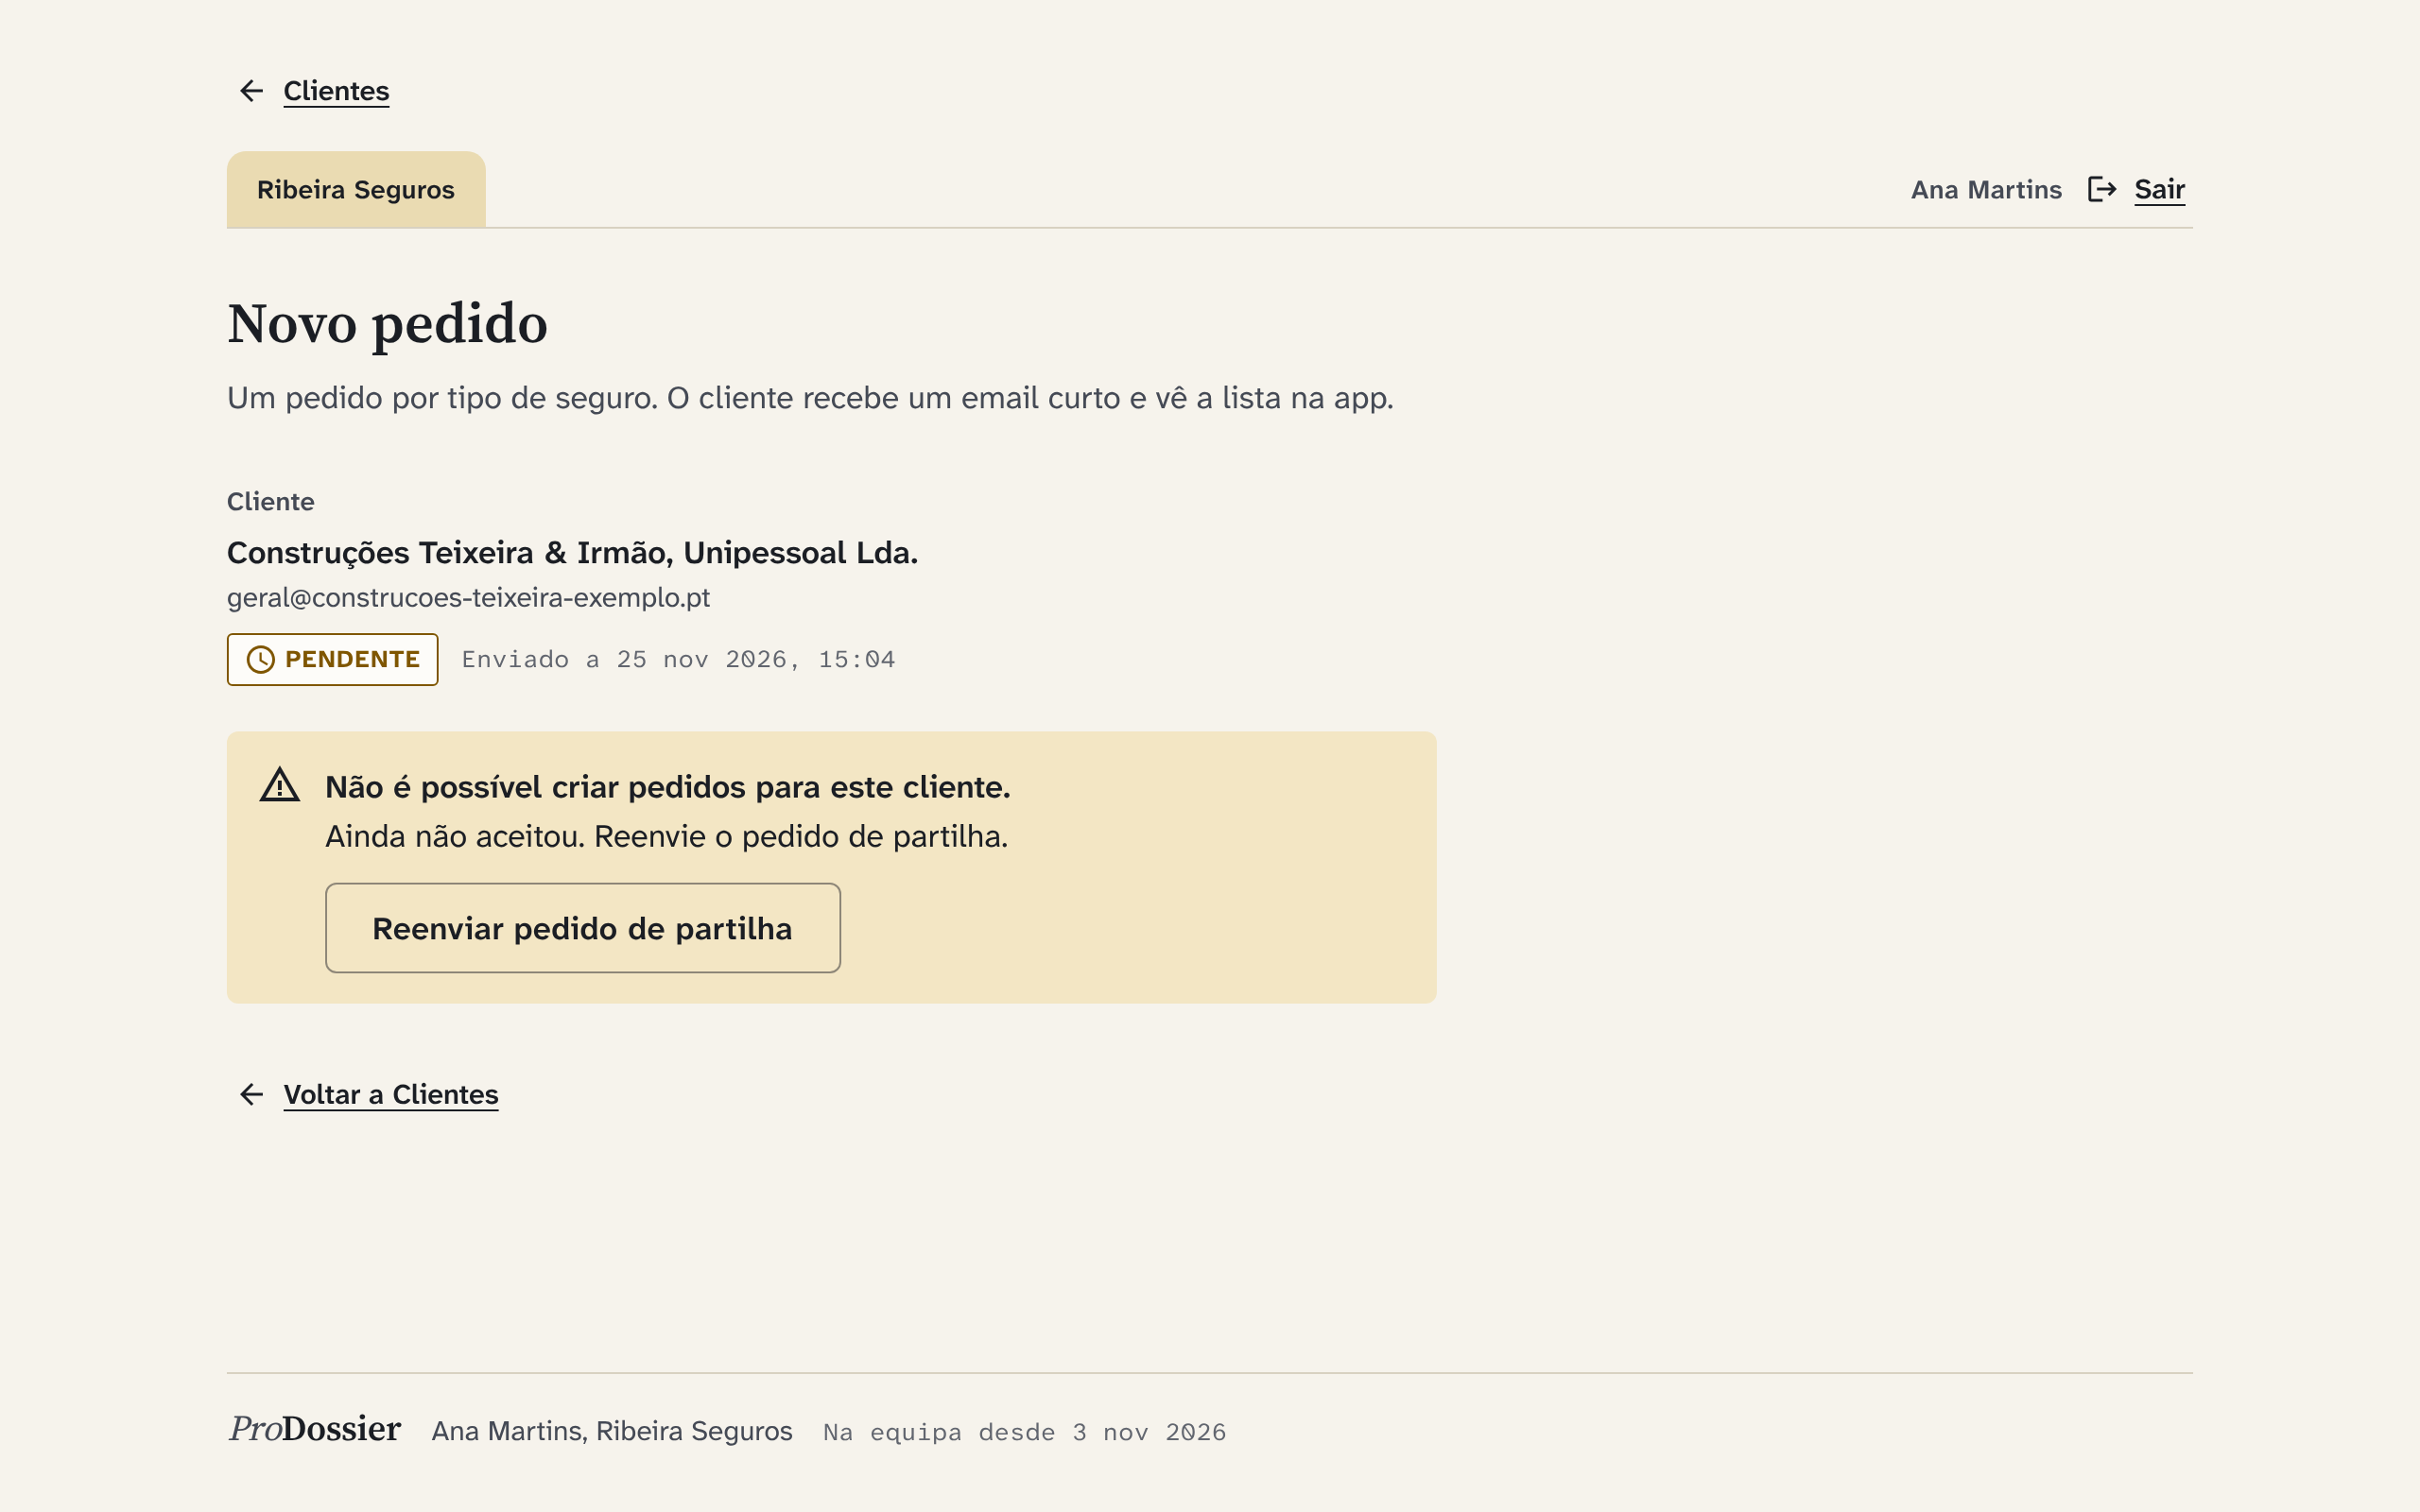 Clientes
Ribeira Seguros
Ana Martins Sair
Novo pedido
Um pedido por tipo de seguro. O cliente recebe um email curto e vê a lista na app.
Cliente
Construções Teixeira & Irmão, Unipessoal Lda.
geral@construcoes-teixeira-exemplo.pt
PENDENTE Enviado a 25 nov 2026, 15:04
Não é possível criar pedidos para este cliente.
Ainda não aceitou. Reenvie o pedido de partilha.
Reenviar pedido de partilha
Voltar a Clientes
ProDossier Ana Martins, Ribeira Seguros Na equipa desde 3 nov 2026